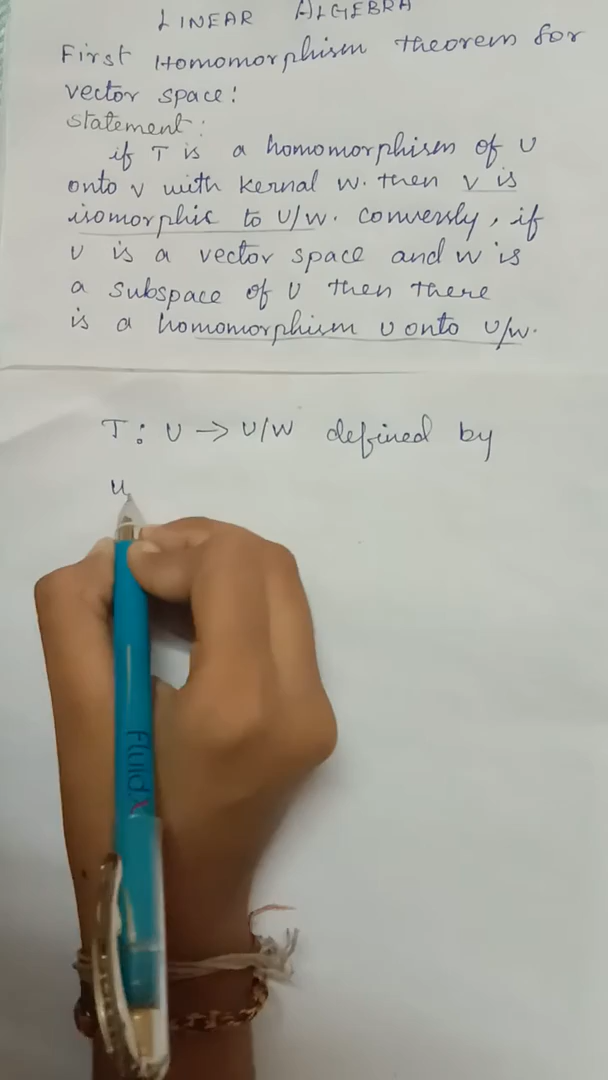 LINEAR ALGEBRA
First Homomorphism theorem for
vector space:
statement:
if T is a homomorphism of U
onto V with kernal W. then V is
isomorphic to U/W. conversly, if
U is a vector space and W is
a subspace of U then there
is a homomorphism U onto U/W.
T: U → U/W defined by
u
fluidx